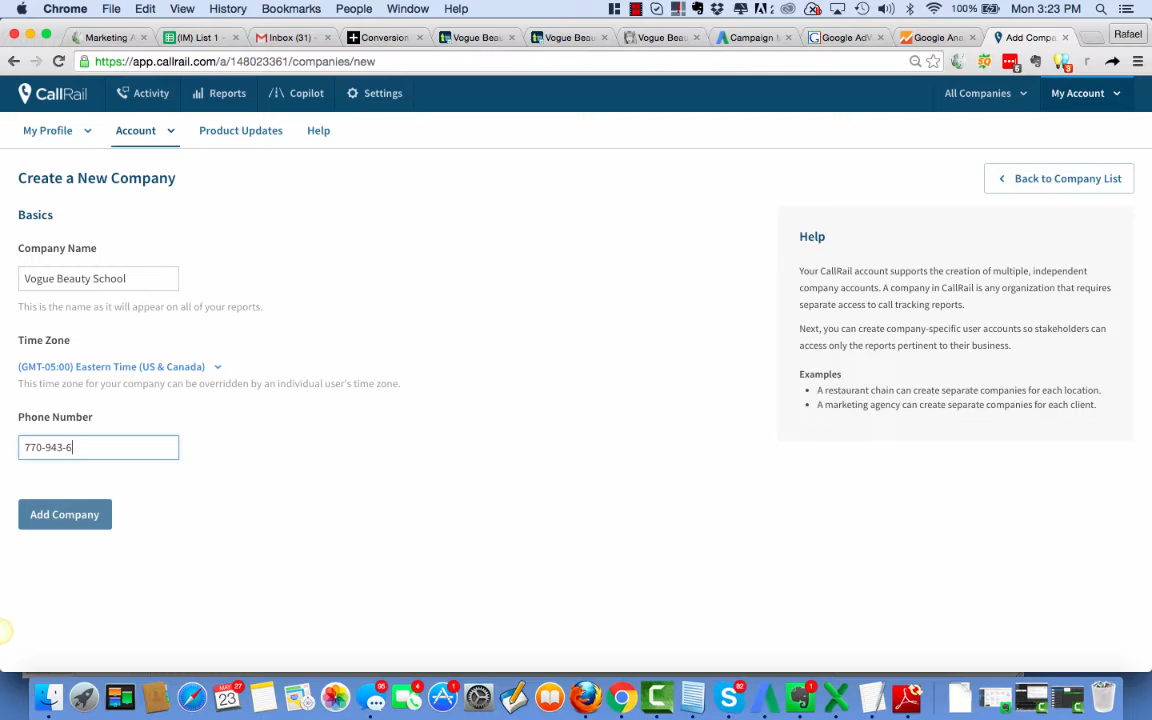 Chrome File Edit View History Bookmarks People Window Help 100% Mon 3:23 PM
Marketing A (IM) List 1 - Inbox (31) - Conversion Vogue Beau Vogue Beau Vogue Beau Campaign M Google AdV Google Ana Add Compa Rafael
https://app.callrail.com/a/148023361/companies/new
CallRail Activity Reports Copilot Settings All Companies My Account
My Profile Account Product Updates Help
Create a New Company
Back to Company List
Basics
Company Name
Vogue Beauty School
This is the name as it will appear on all of your reports.
Time Zone
(GMT-05:00) Eastern Time (US & Canada)
This time zone for your company can be overridden by an individual user's time zone.
Phone Number
770-943-6
Add Company
Help
Your CallRail account supports the creation of multiple, independent
company accounts. A company in CallRail is any organization that requires
separate access to call tracking reports.
Next, you can create company-specific user accounts so stakeholders can
access only the reports pertinent to their business.
Examples
A restaurant chain can create separate companies for each location.
A marketing agency can create separate companies for each client.